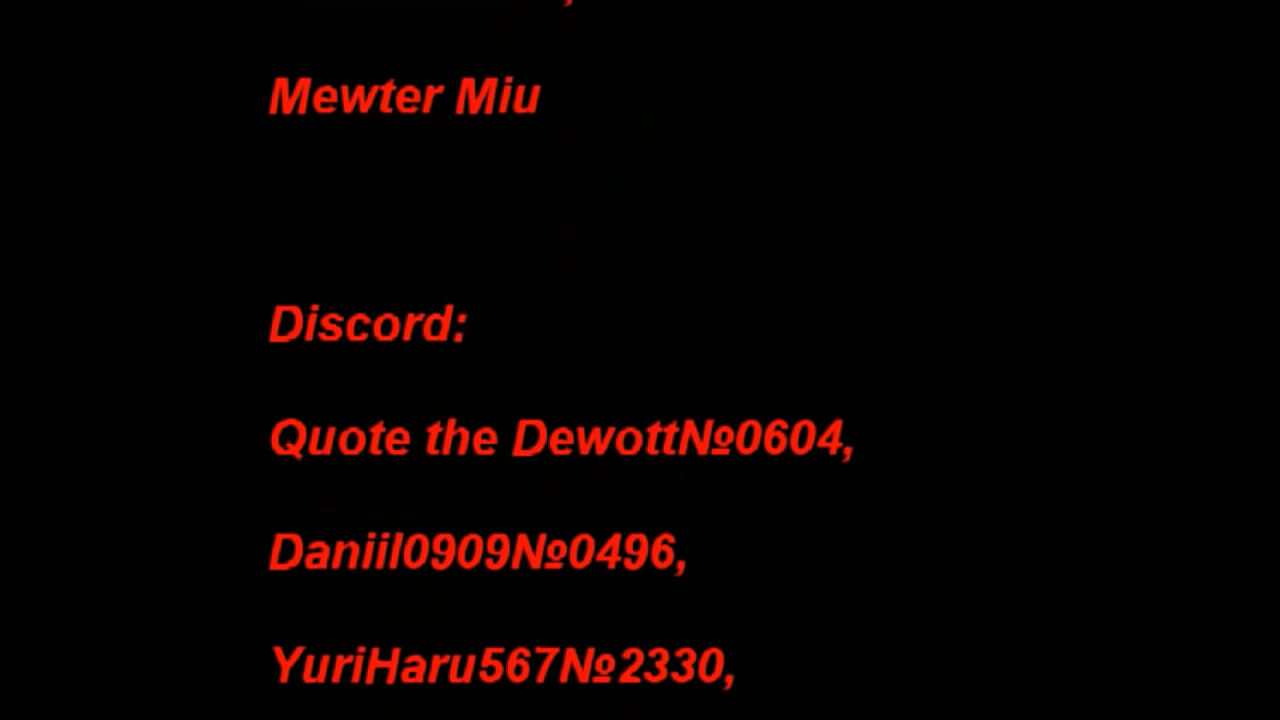 Mewter Miu
Discord:
Quote the Dewott№0604,
Daniil0909№0496,
YuriHaru567№2330,